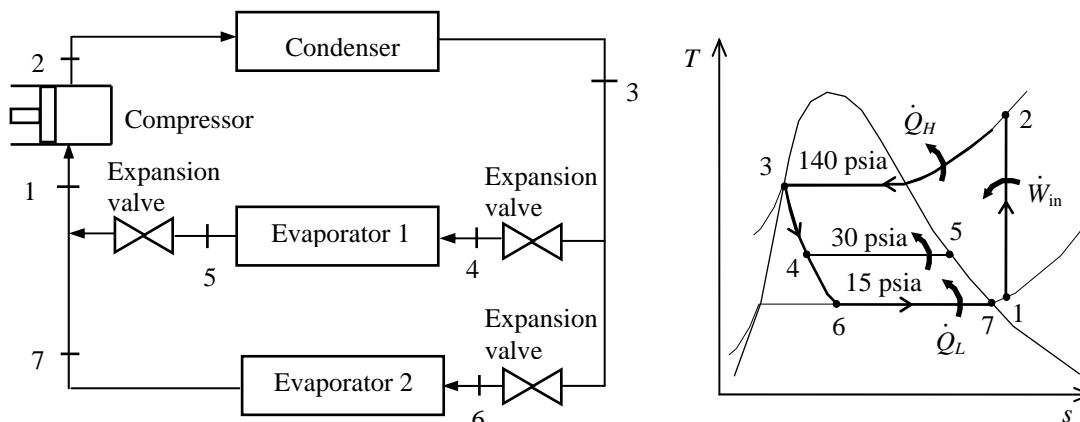 Condenser
2
3
Compressor
1
Expansion
valve
Expansion
valve
Evaporator 1
5
4
Expansion
valve
7
Evaporator 2
6
T
2
Q̇H
3
140 psia
Ẇin
30 psia
5
4
15 psia
6
7
1
Q̇L
s